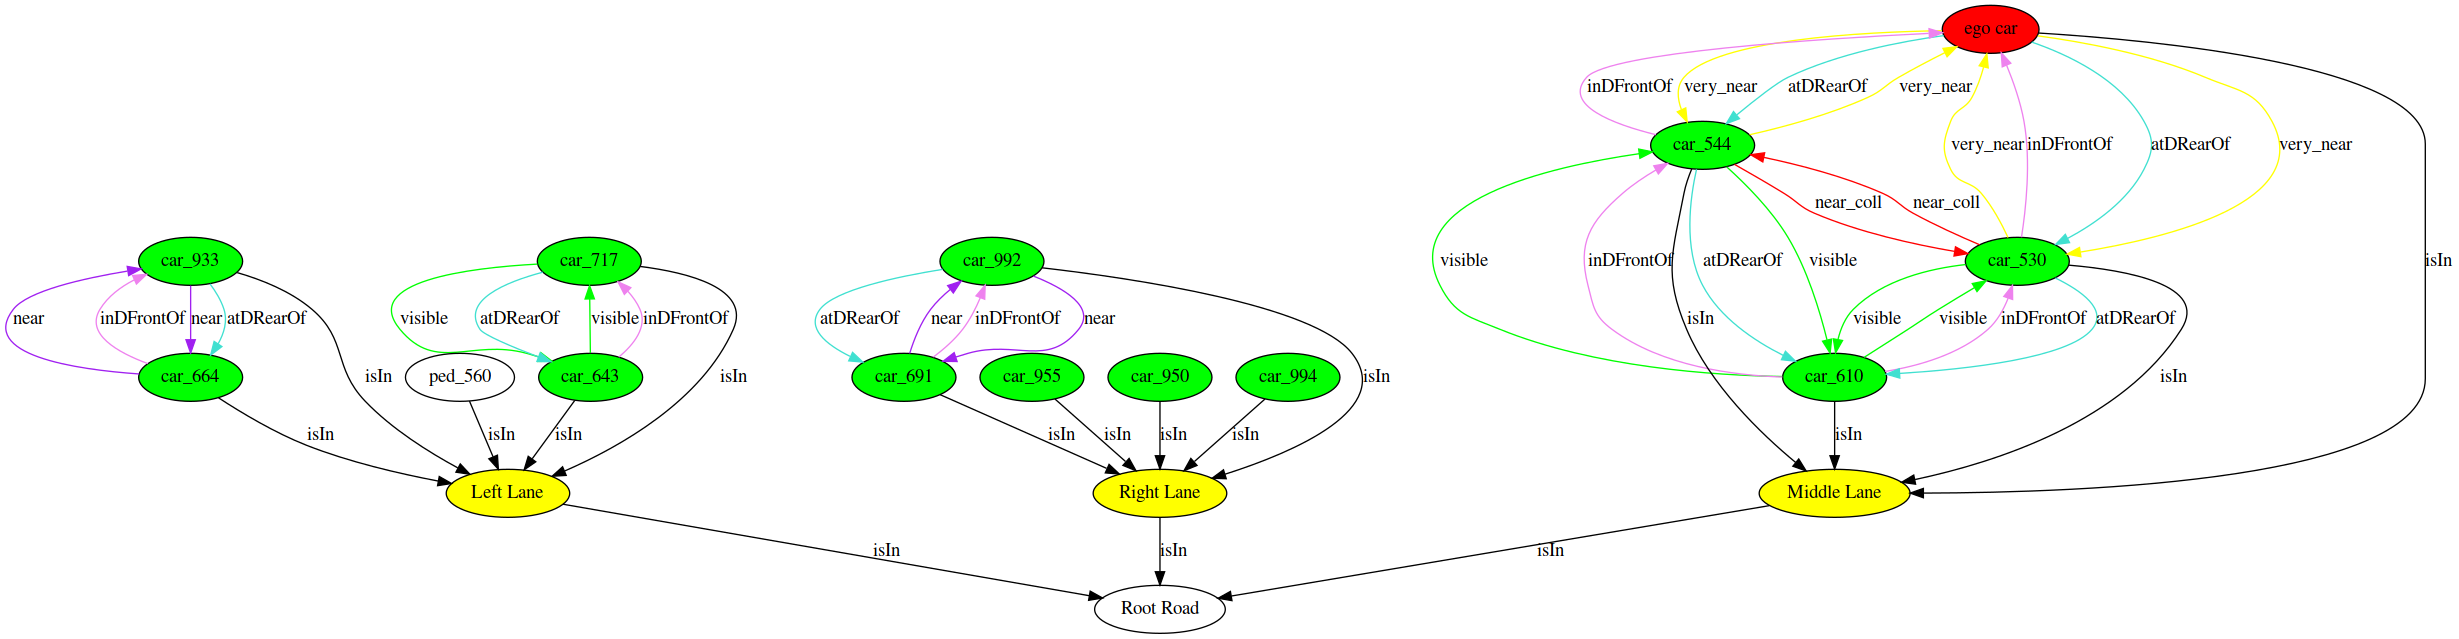 ego car
inDFrontOf very_near atDRearOf very_near
car_544 very_near inDFrontOf atDRearOf very_near
near_coll near_coll
car_933 car_717 car_992 visible inDFrontOf atDRearOf visible car_530 isIn
near inDFrontOf near atDRearOf visible atDRearOf visible inDFrontOf atDRearOf near inDFrontOf near isIn visible visible inDFrontOf atDRearOf
car_664 isIn ped_560 car_643 isIn car_691 car_955 car_950 car_994 isIn car_610 isIn
isIn isIn isIn isIn isIn isIn isIn isIn
Left Lane Right Lane Middle Lane
isIn isIn isIn
Root Road